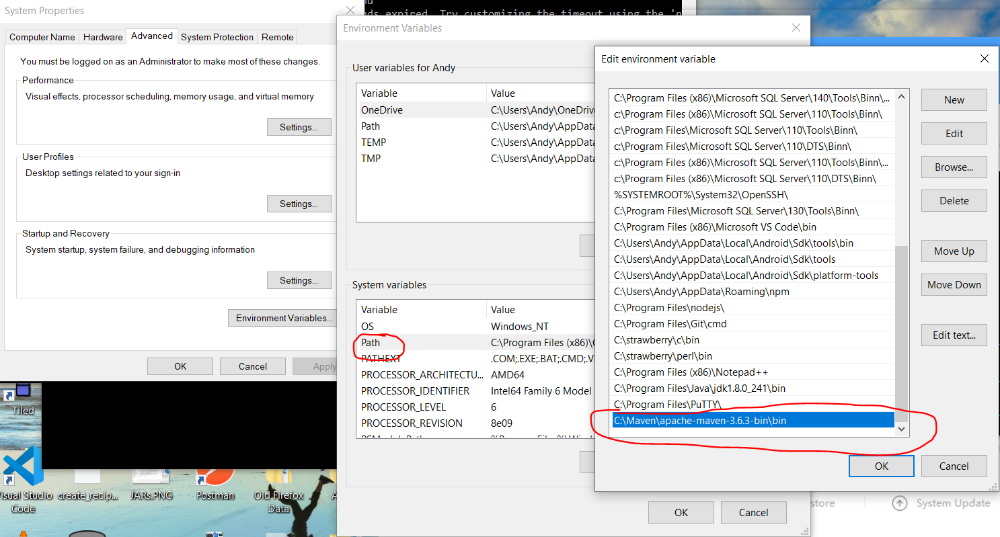 System Properties
Computer Name
Hardware
Advanced
System Protection
Remote
You must be logged on as an Administrator to make most of these changes.
Performance
Visual effects, processor scheduling, memory usage, and virtual memory
Settings...
User Profiles
Desktop settings related to your sign-in
Settings...
Startup and Recovery
System startup, system failure, and debugging information
Settings...
Environment Variables...
OK
Cancel
Apply
expired. Try customizing the timeout using the
Environment Variables
User variables for Andy
Variable Value
OneDrive C:\Users\Andy\OneDrive
Path C:\Users\Andy\AppData
TEMP C:\Users\Andy\AppData
TMP C:\Users\Andy\AppData
System variables
Variable Value
OS Windows_NT
Path C:\Program Files (x86)\
PATHEXT .COM;.EXE;.BAT;.CMD;.V
PROCESSOR_ARCHITECTU... AMD64
PROCESSOR_IDENTIFIER Intel64 Family 6 Model
PROCESSOR_LEVEL 6
PROCESSOR_REVISION 8e09
OK
Cancel
Edit environment variable
C:\Program Files (x86)\Microsoft SQL Server\140\Tools\Binn\...
c:\Program Files (x86)\Microsoft SQL Server\110\Tools\Binn\
c:\Program Files\Microsoft SQL Server\110\Tools\Binn\
c:\Program Files\Microsoft SQL Server\110\DTS\Binn\
c:\Program Files (x86)\Microsoft SQL Server\110\Tools\Binn\...
c:\Program Files (x86)\Microsoft SQL Server\110\DTS\Binn\
%SYSTEMROOT%\System32\OpenSSH\
C:\Program Files\Microsoft SQL Server\130\Tools\Binn\
C:\Program Files (x86)\Microsoft VS Code\bin
C:\Users\Andy\AppData\Local\Android\Sdk\tools\bin
C:\Users\Andy\AppData\Local\Android\Sdk\tools
C:\Users\Andy\AppData\Local\Android\Sdk\platform-tools
C:\Users\Andy\AppData\Roaming\npm
C:\Program Files\nodejs\
C:\Program Files\Git\cmd
C:\strawberry\c\bin
C:\strawberry\perl\bin
C:\Program Files (x86)\Notepad++
C:\Program Files\Java\jdk1.8.0_241\bin
C:\Program Files\PuTTY\
C:\Maven\apache-maven-3.6.3-bin\bin
New
Edit
Browse...
Delete
Move Up
Move Down
Edit text...
OK
Cancel
Tiled
Visual Studio Code
create_recip...
JARs.PNG
Postman
Old Firefox Data
store
System Update